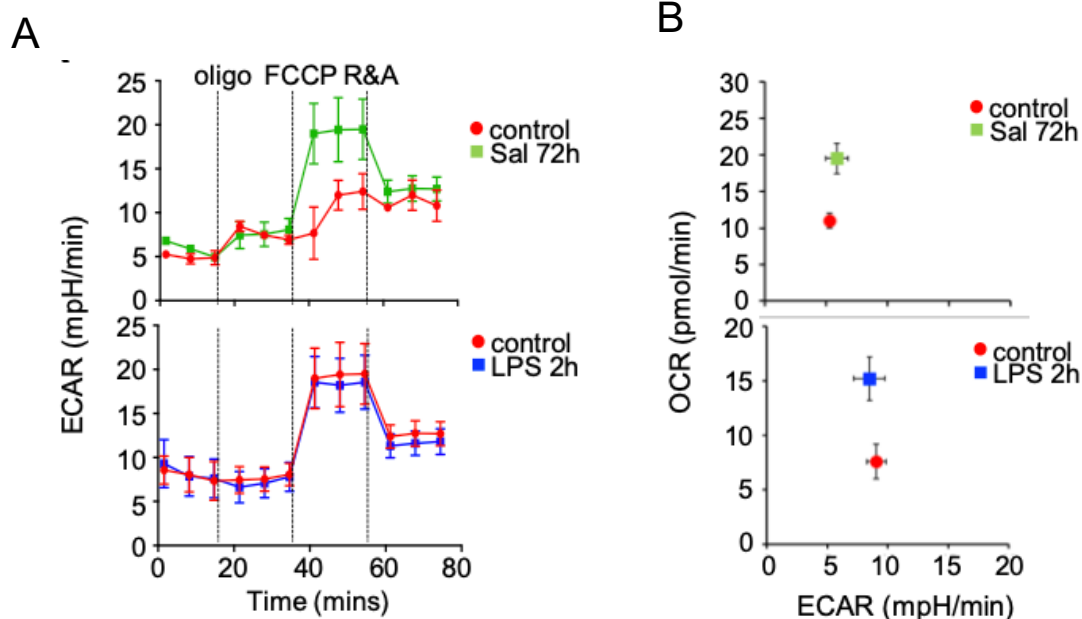 A
B
oligo FCCP R&A
25
20
15
10
5
0
control
Sal 72h
25
20
15
10
5
0
0 20 40 60 80
control
LPS 2h
ECAR (mpH/min)
Time (mins)
30
25
20
15
10
5
0
control
Sal 72h
20
15
10
5
0
0 5 10 15 20
control
LPS 2h
OCR (pmol/min)
ECAR (mpH/min)